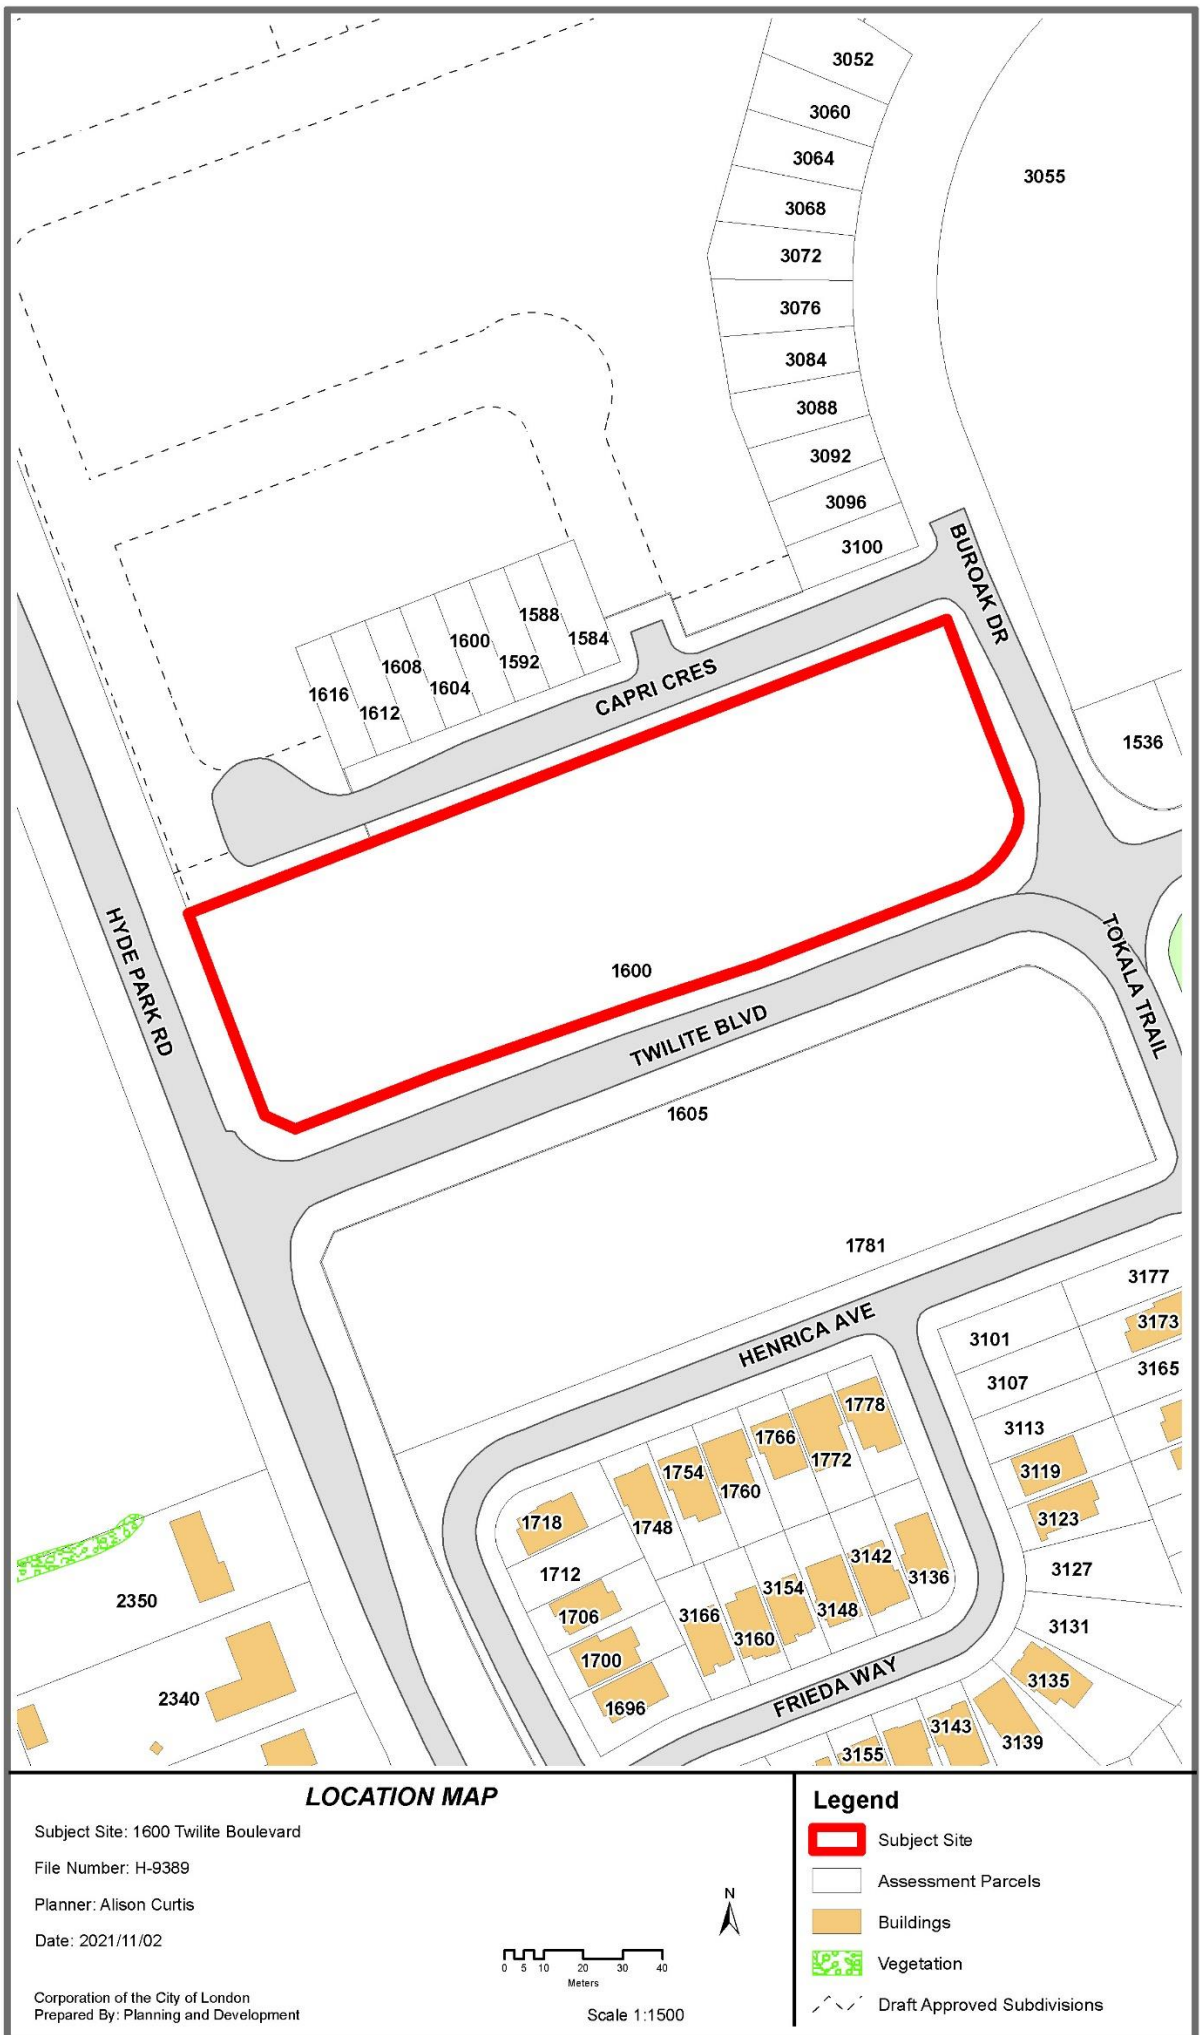 3052
3060
3064
3055
3068
3072
3076
3084
3088
3092
3096
3100
BUROAK DR
1588
1600
1584
1592
1608
1604
1616
1612
CAPRI CRES
1536
HYDE PARK RD
1600
TOKALA TRAIL
TWILITE BLVD
1605
1781
3177
HENRICA AVE
3173
3101
3165
3107
1778
3113
1766
1772
1754
3119
1760
3123
1718
1748
3142
3127
1712
3136
3154
2350
1706
3166
3148
3131
3160
1700
FRIEDA WAY
3135
2340
1696
3143
3139
3155
LOCATION MAP
Subject Site: 1600 Twilite Boulevard
File Number: H-9389
Planner: Alison Curtis
Date: 2021/11/02
Corporation of the City of London
Prepared By: Planning and Development
N
0 5 10 20 30 40
Meters
Scale 1:1500
Legend
Subject Site
Assessment Parcels
Buildings
Vegetation
Draft Approved Subdivisions